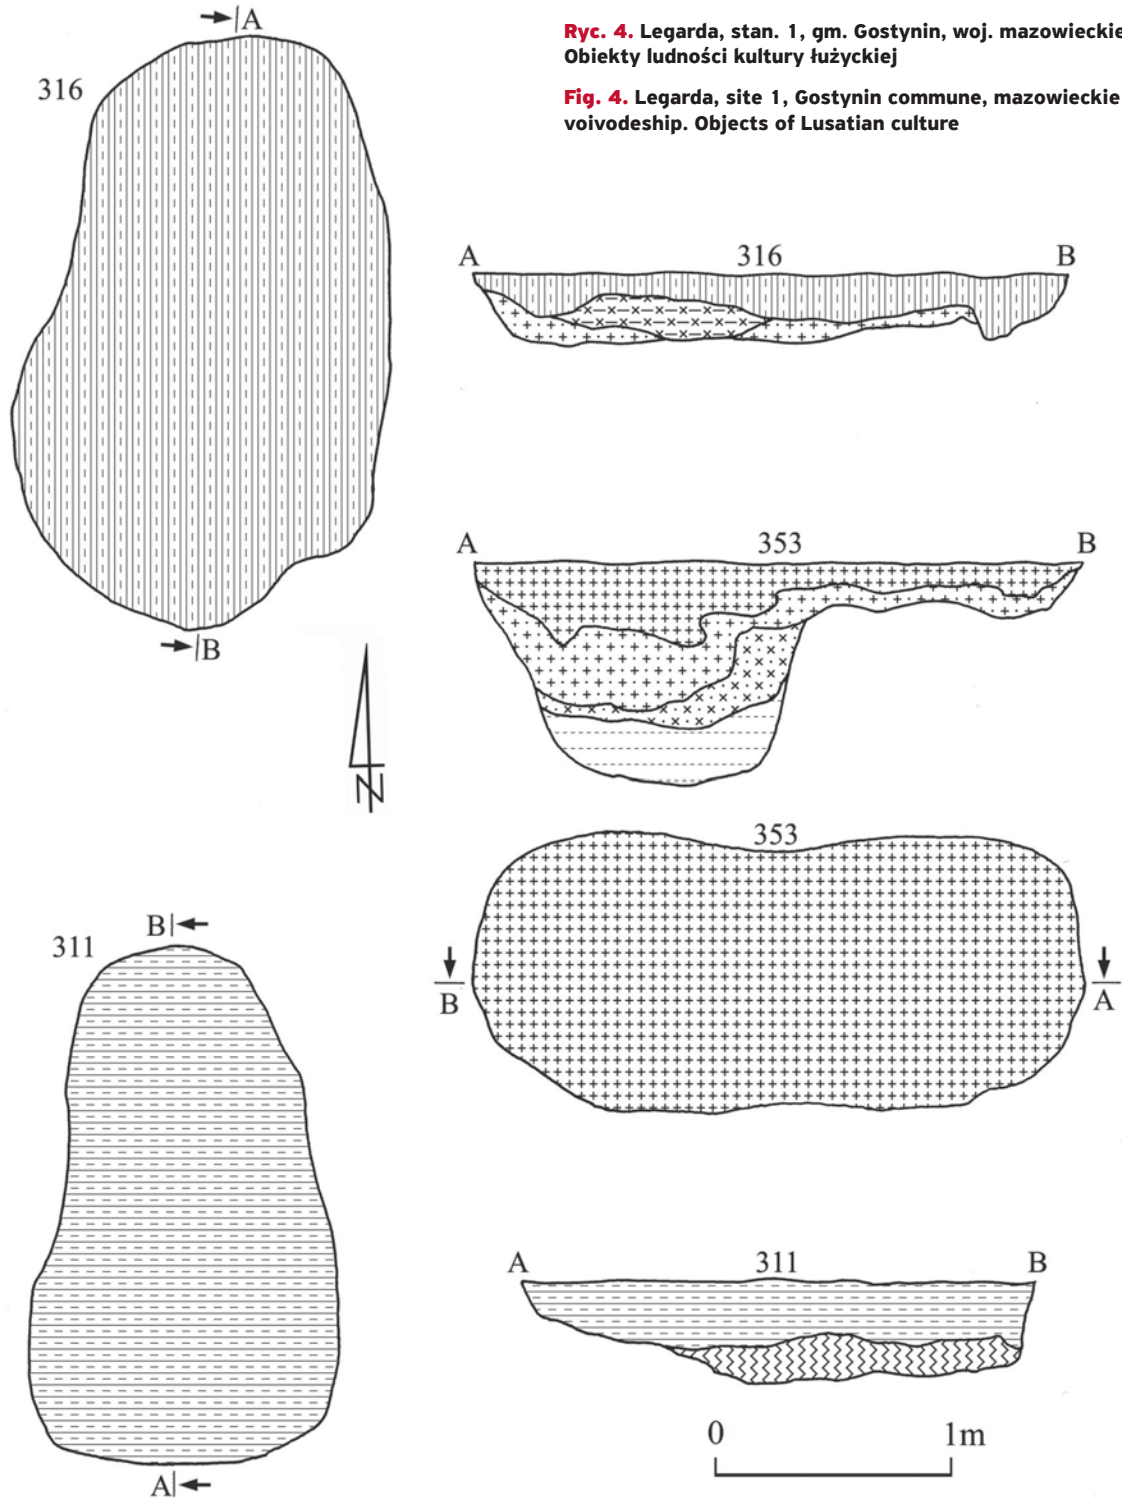 Ryc. 4. Legarda, stan. 1, gm. Gostynin, woj. mazowieckie
Obiekty ludności kultury łużyckiej
Fig. 4. Legarda, site 1, Gostynin commune, mazowieckie
voivodeship. Objects of Lusatian culture
A
316
B
A
316
B
A
353
B
N
353
B
A
B
311
A
A
311
B
0
1m